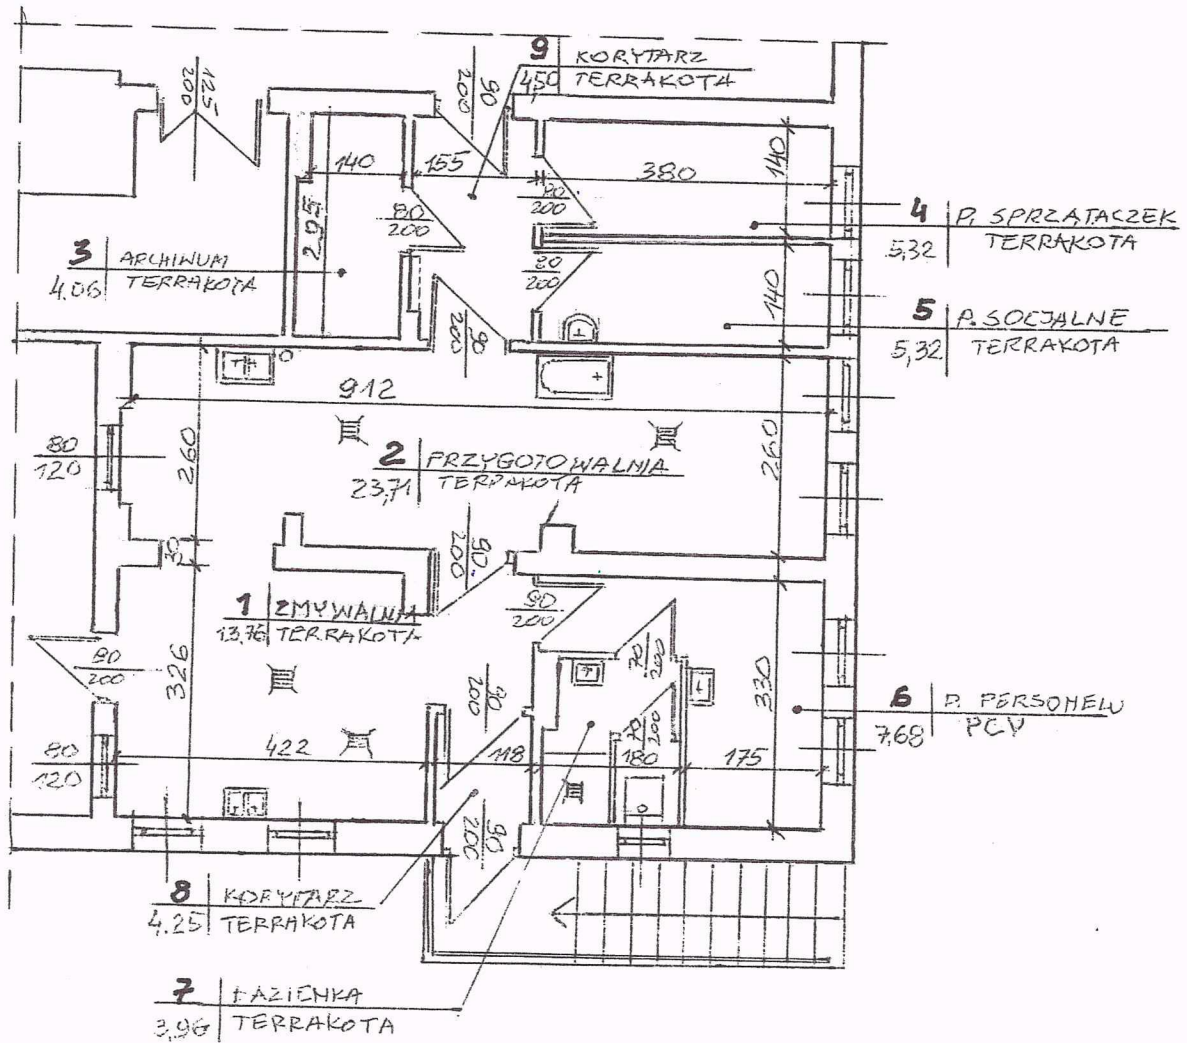 9 KORYTARZ
4,50 TERRAKOTA
125
200
90
200
140
155
380
140
80
200
80
200
295
4 P. SPRZĄTACZEK
5,32 TERRAKOTA
3 ARCHIWUM
4.06 TERRAKOTA
80
200
140
5 P. SOCJALNE
5,32 TERRAKOTA
90
200
912
80
120
260
260
2 PRZYGOTOWALNIA
23,71 TERRAKOTA
30
90
200
1 ZMYWALNIA
13,76 TERRAKOTA
90
200
80
200
326
70
200
330
90
200
6 P. PERSONELU
7,68 PCV
70
200
80
120
422
118
180
175
90
200
8 KORYTARZ
4.25 TERRAKOTA
7 ŁAZIENKA
3,96 TERRAKOTA